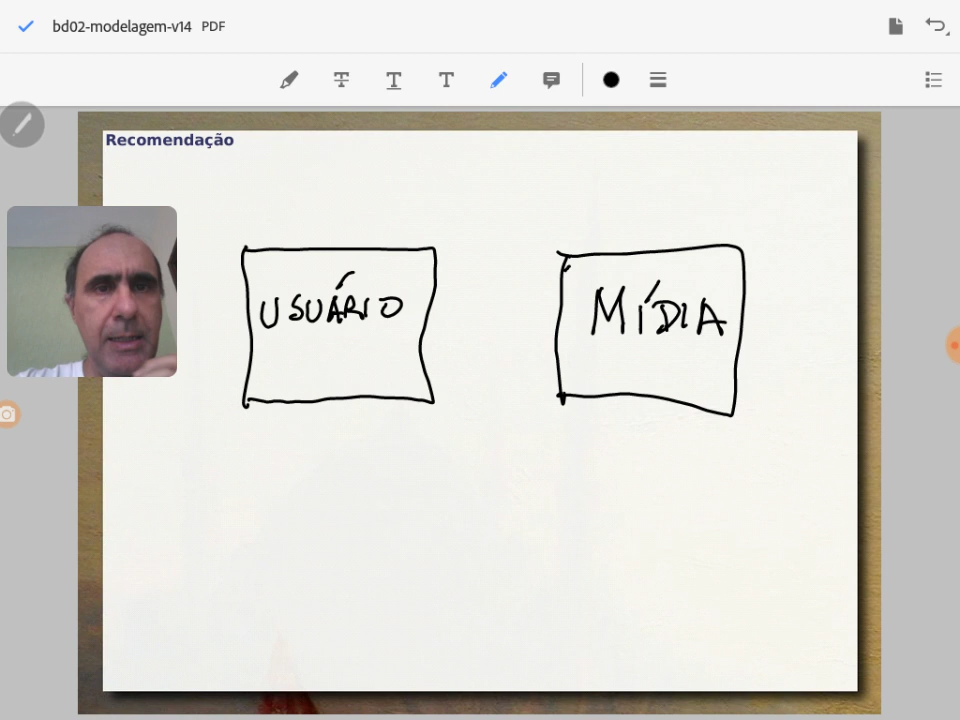 bd02-modelagem-v14 PDF
T T T
Recomendação
USUÁRIO
MÍDIA